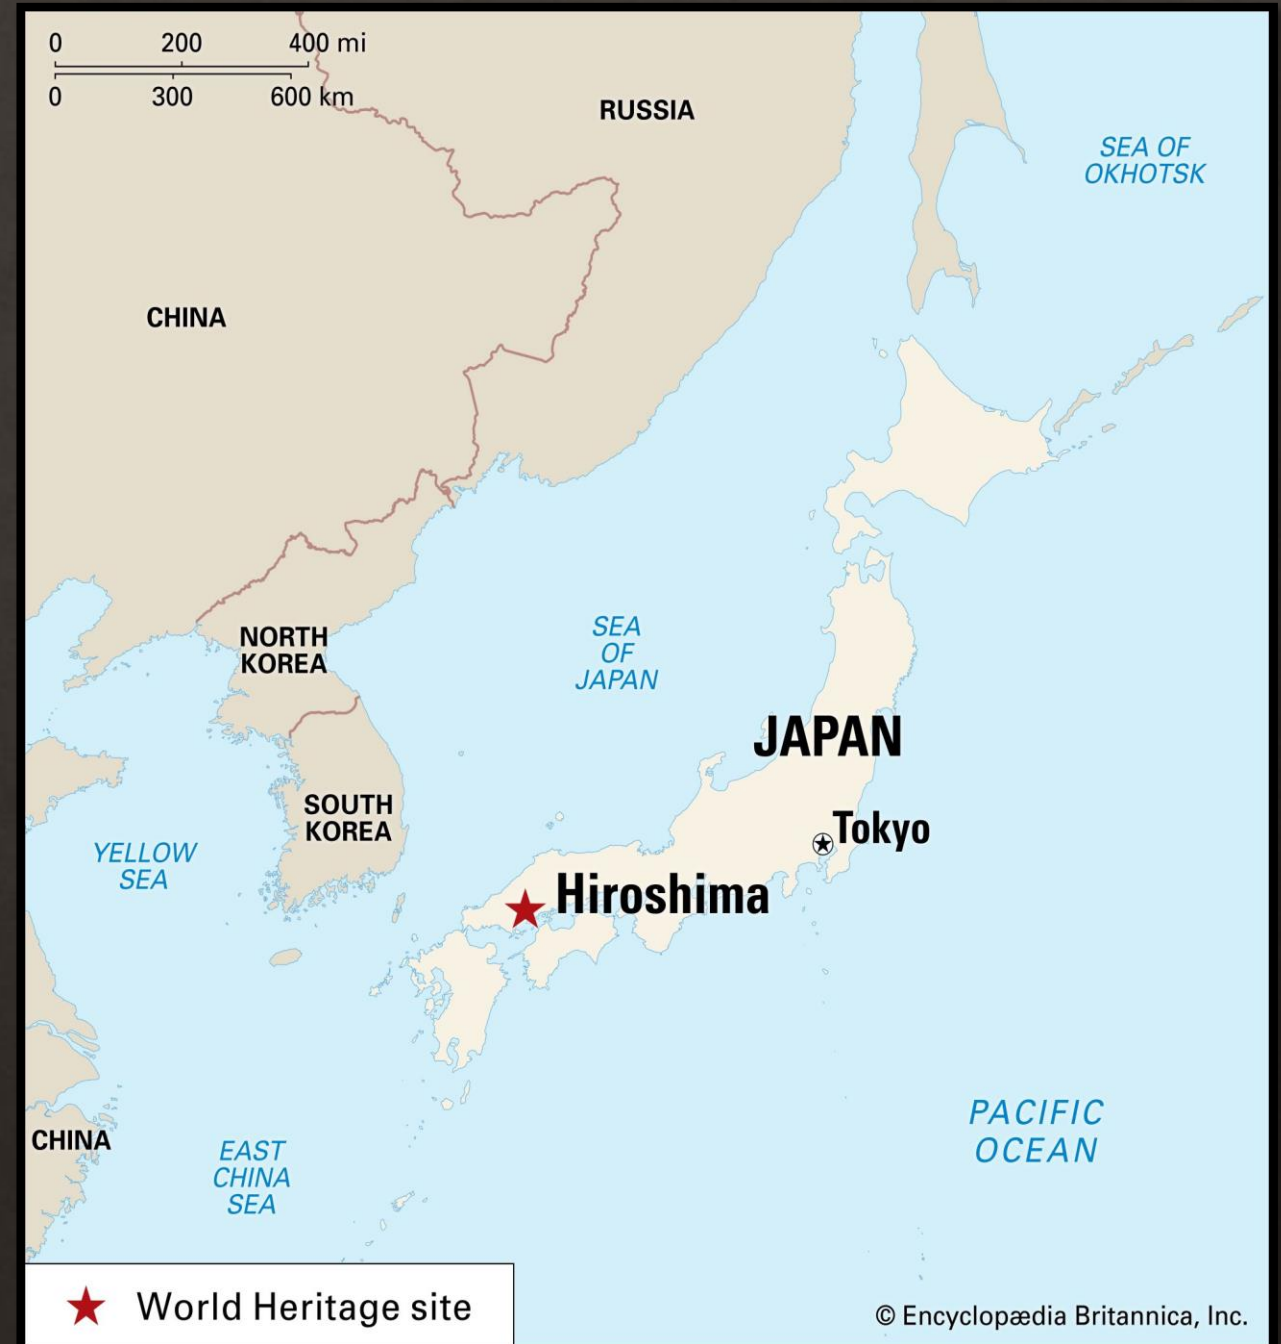 0 200 400 mi
0 300 600 km
RUSSIA
SEA OF
OKHOTSK
CHINA
NORTH
KOREA
SEA
OF
JAPAN
JAPAN
SOUTH
KOREA
Tokyo
YELLOW
SEA
Hiroshima
PACIFIC
OCEAN
CHINA
EAST
CHINA
SEA
World Heritage site
© Encyclopædia Britannica, Inc.